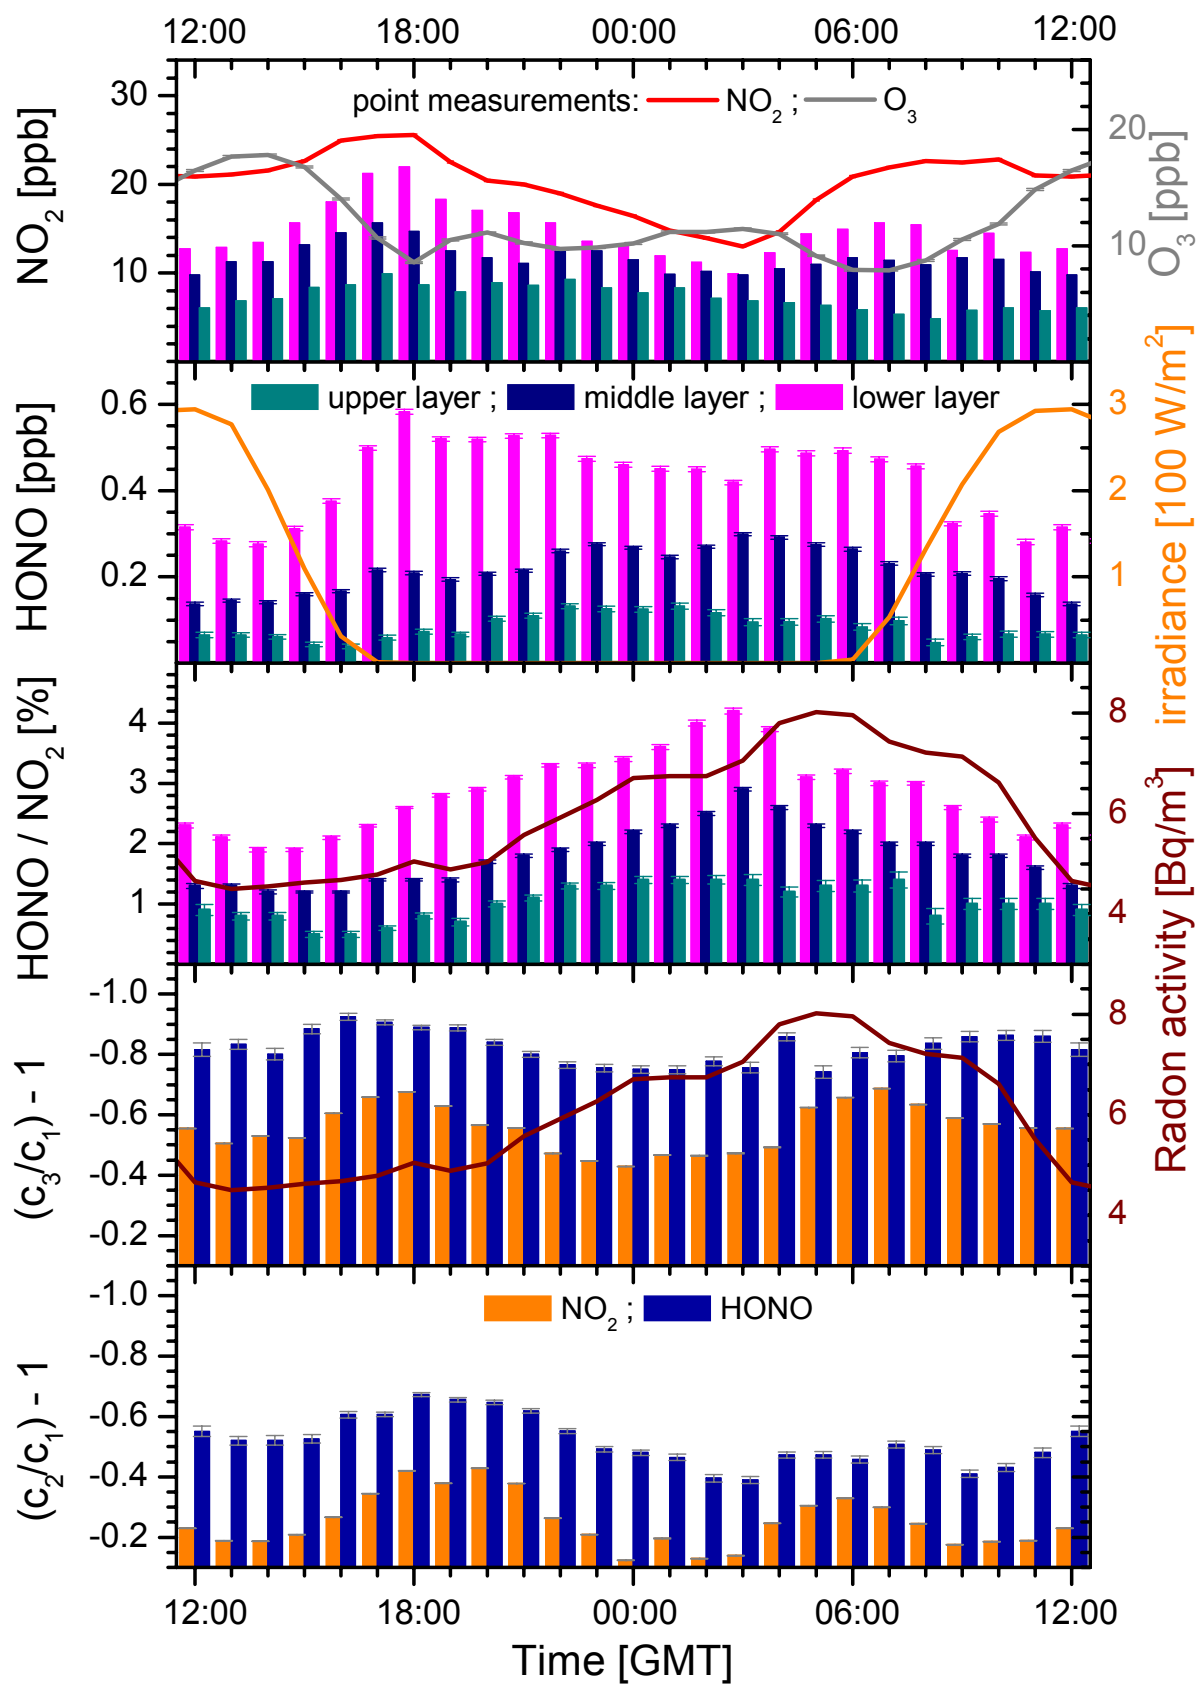 12:00 18:00 00:00 06:00 12:00
point measurements: NO2 ; O3
NO2 [ppb]
30
20
10
20
10
O3 [ppb]
upper layer ; middle layer ; lower layer
HONO [ppb]
0.6
0.4
0.2
3
2
1
irradiance [100 W/m2]
HONO / NO2 [%]
4
3
2
1
8
6
4
Radon activity [Bq/m3]
(c3/c1) - 1
-1.0
-0.8
-0.6
-0.4
-0.2
8
6
4
NO2 ; HONO
(c2/c1) - 1
-1.0
-0.8
-0.6
-0.4
-0.2
12:00 18:00 00:00 06:00 12:00
Time [GMT]